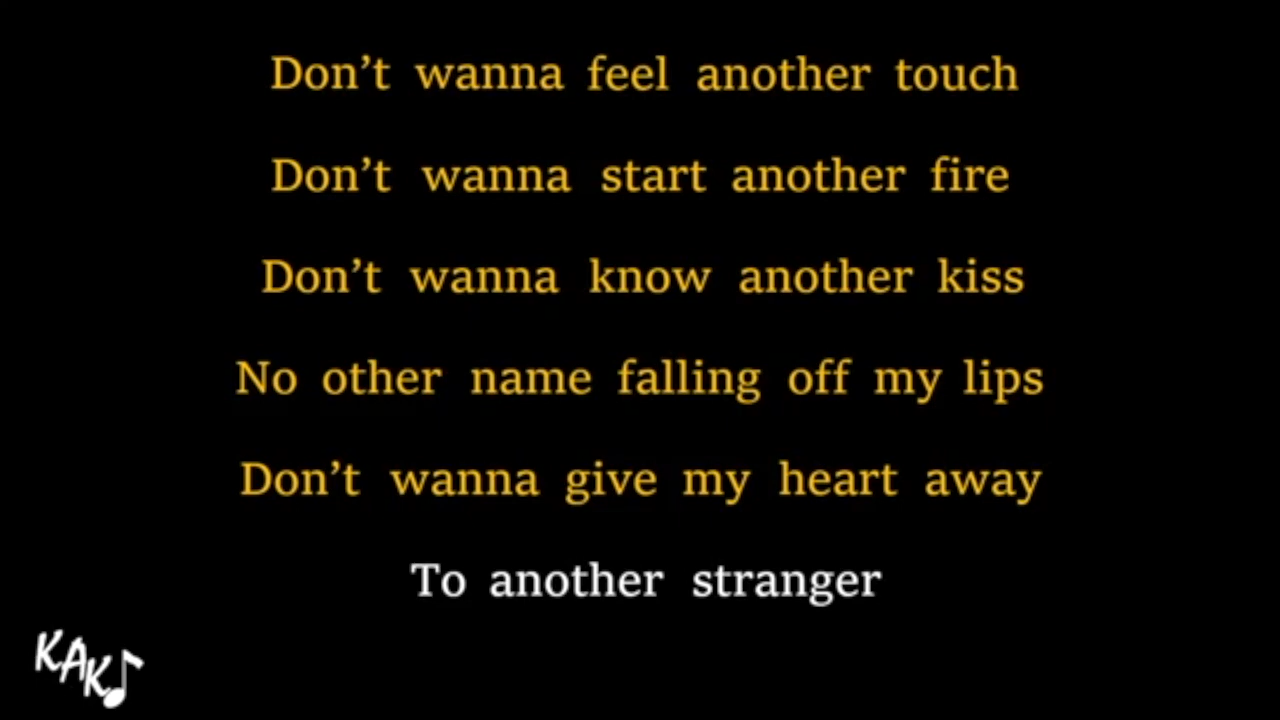 Don’t wanna feel another touch
Don’t wanna start another fire
Don’t wanna know another kiss
No other name falling off my lips
Don’t wanna give my heart away
To another stranger
KAK